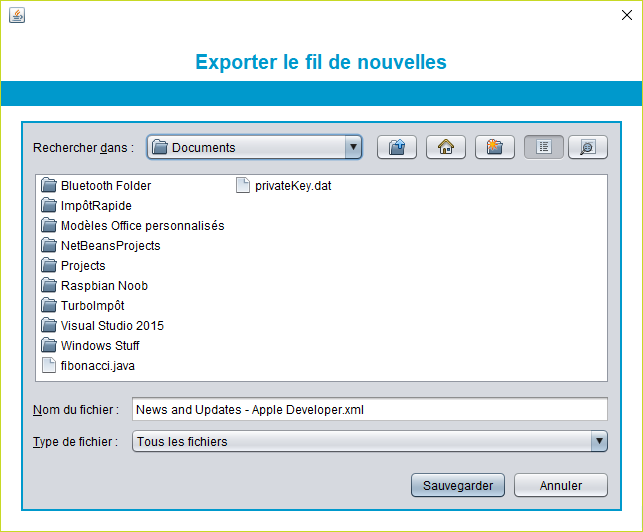 Exporter le fil de nouvelles
Rechercher dans : Documents
Bluetooth Folder
ImpôtRapide
Modèles Office personnalisés
NetBeansProjects
Projects
Raspbian Noob
TurboImpôt
Visual Studio 2015
Windows Stuff
fibonacci.java
privateKey.dat
Nom du fichier : News and Updates - Apple Developer.xml
Type de fichier : Tous les fichiers
Sauvegarder Annuler